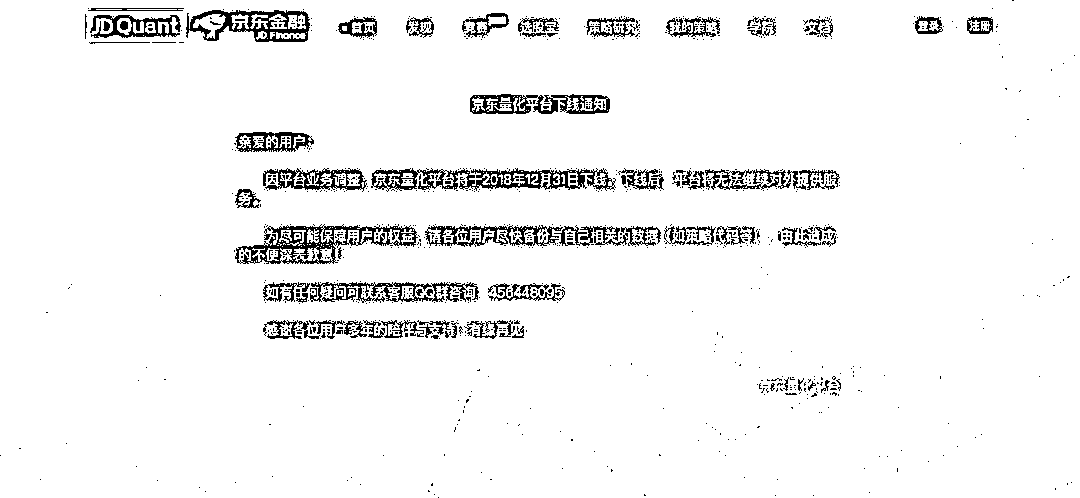 JD Quant 京东金融 JD Finance 首页 发现 竞赛 选股宝 策略研究 我的策略 学院 文档 登录 注册
京东量化平台下线通知
亲爱的用户:
因平台业务调整,京东量化平台将于2018年12月31日下线。下线后,平台将无法继续对外提供服
务。
为尽可能保障用户的权益,请各位用户尽快备份与自己相关的数据(如策略代码等),由此造成
的不便深表歉意!
如有任何疑问可联系客服QQ群咨询:456448095
感谢各位用户多年的陪伴与支持!有缘再见
京东量化平台